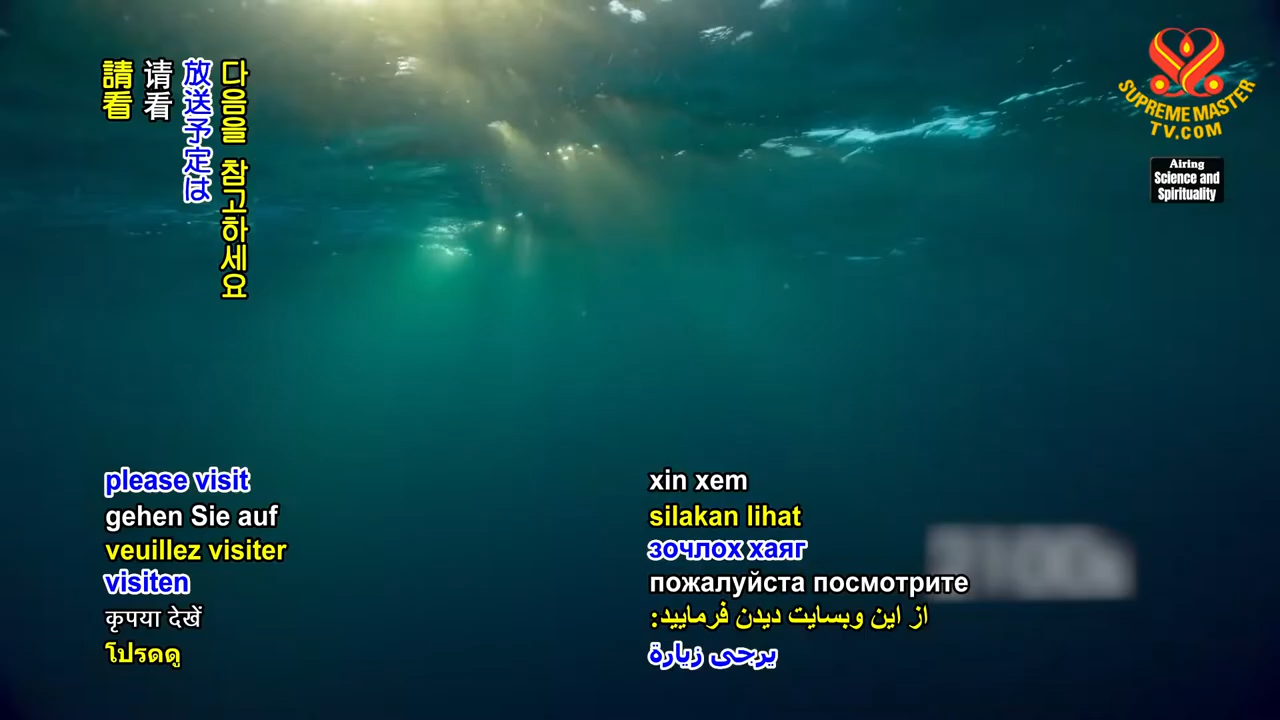 請看
请看
放送予定は
다음을 참고하세요
SUPREME MASTER
TV.COM
Airing
Science and
Spirituality
please visit
gehen Sie auf
veuillez visiter
visiten
कृपया देखें
โปรดดู
xin xem
silakan lihat
зочлох хаяг
пожалуйста посмотрите
از این وبسایت دیدن فرمایید:
يرجى زيارة